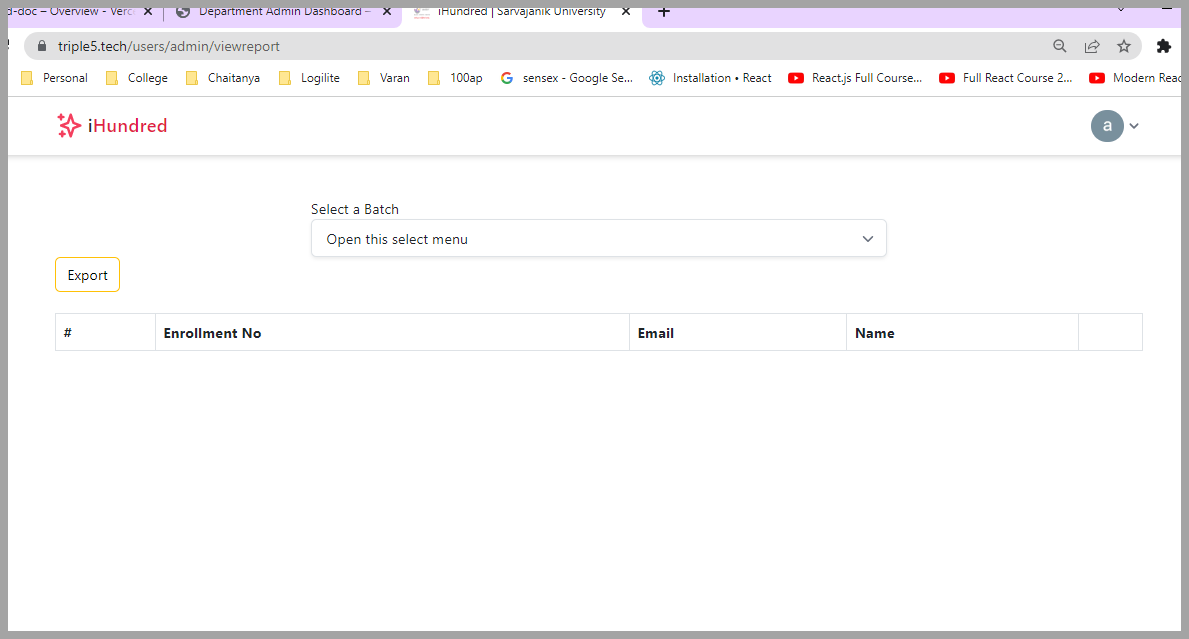 d-doc – Overview - Verc
Department Admin Dashboard –
iHundred | Sarvajanik University
triple5.tech/users/admin/viewreport
Personal College Chaitanya Logilite Varan 100ap sensex - Google Se... Installation • React React.js Full Course... Full React Course 2... Modern Reac
iHundred
a
Select a Batch
Open this select menu
Export
# Enrollment No Email Name